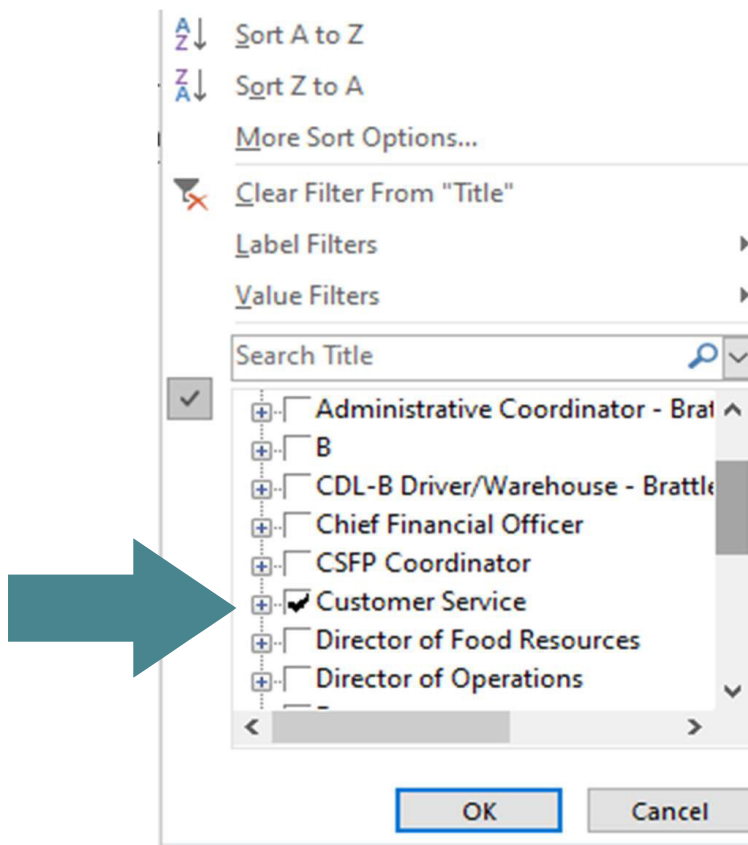 Sort A to Z
Sort Z to A
More Sort Options...
Clear Filter From "Title"
Label Filters
Value Filters
Search Title
Administrative Coordinator - Brat
B
CDL-B Driver/Warehouse - Brattle
Chief Financial Officer
CSFP Coordinator
Customer Service
Director of Food Resources
Director of Operations
OK Cancel